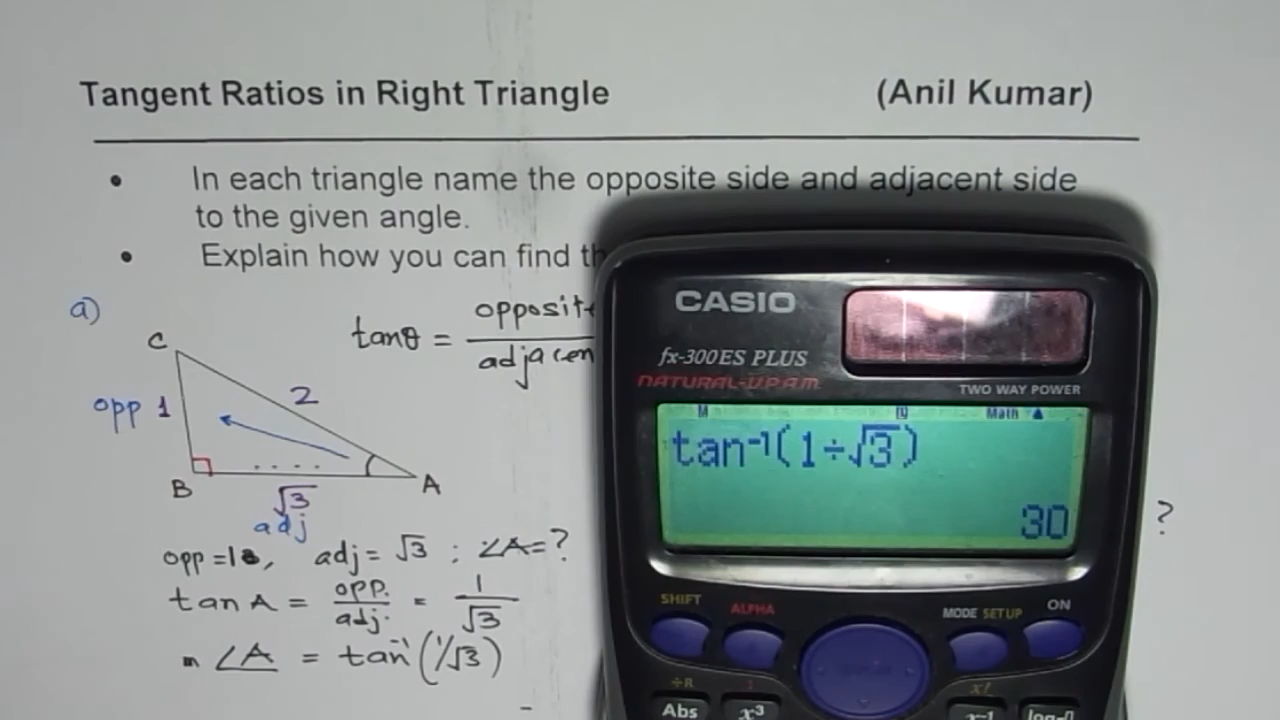 Tangent Ratios in Right Triangle (Anil Kumar)
• In each triangle name the opposite side and adjacent side
to the given angle.
• Explain how you can find
a)
tanθ = opposit
adjacen
C
opp 1
2
B
A
√3
adj
opp = 1, adj = √3 ; ∠A = ?
tan A = opp. / adj. = 1 / √3
m ∠A = tan⁻¹(1/√3)
?
CASIO
fx-300ES PLUS
NATURAL-V.P.A.M.
TWO WAY POWER
M Math ▲
tan⁻¹(1÷√3)
30
SHIFT ALPHA MODE SETUP ON
÷R x!
Abs x³ x⁻¹